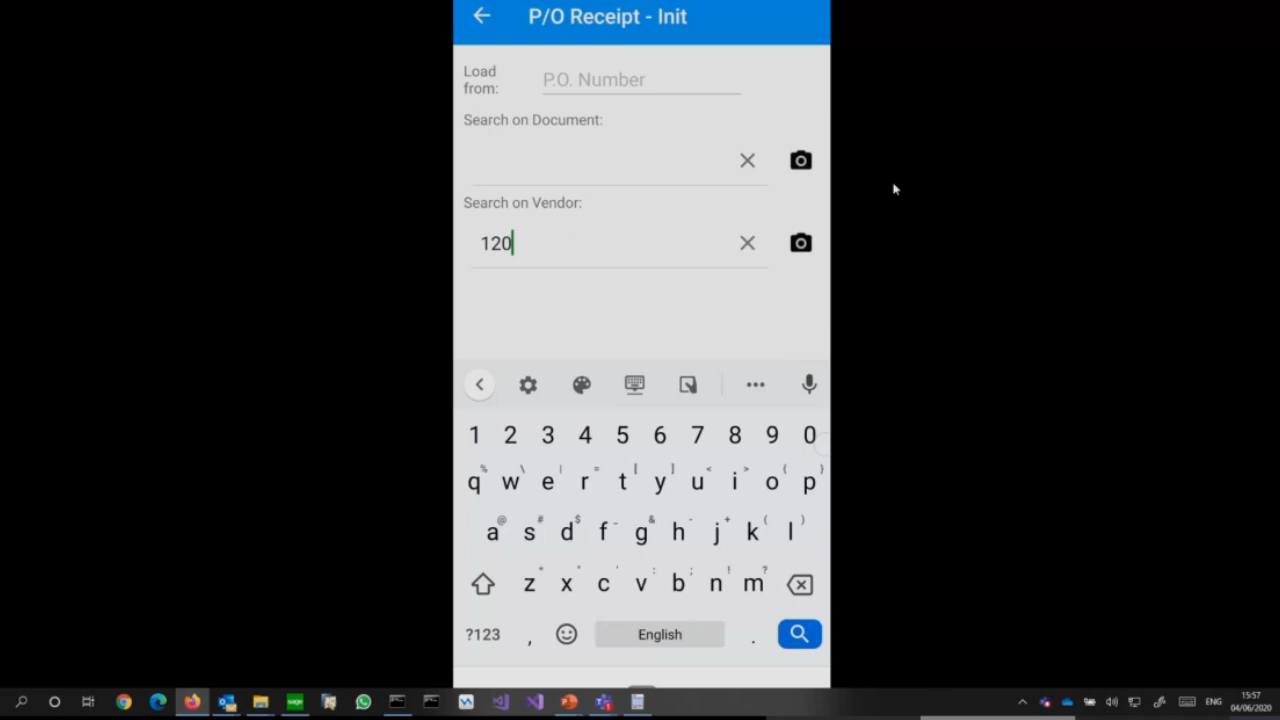 P/O Receipt - Init
Load
from:
P.O. Number
Search on Document:
Search on Vendor:
120
1 2 3 4 5 6 7 8 9 0
% \ | = [ ] < > { }
q w e r t y u i o p
@ # $ - & - + ( )
a s d f g h j k l
* " ' : ; ! ?
z x c v b n m
?123 , English .
sage
ENG
15:57
04/06/2020